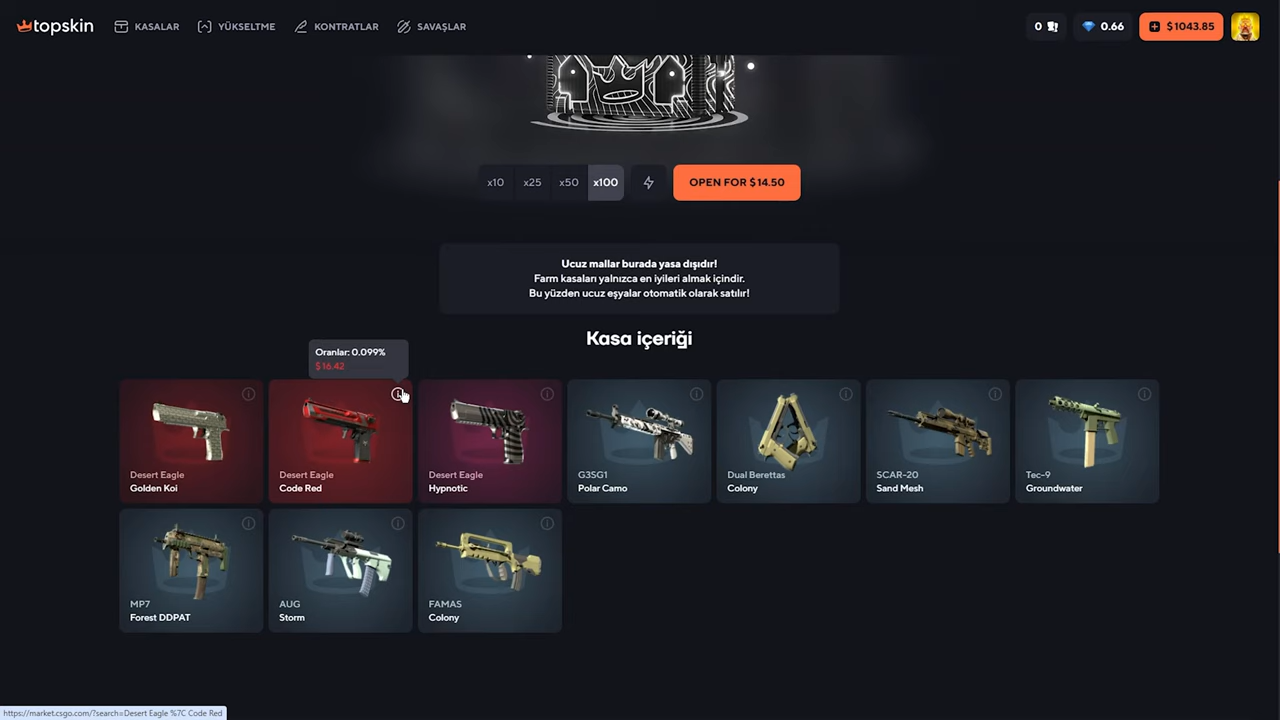 topskin
KASALAR
YÜKSELTME
KONTRATLAR
SAVAŞLAR
0
0.66
$1043.85
x10
x25
x50
x100
OPEN FOR $14.50
Ucuz mallar burada yasa dışıdır!
Farm kasaları yalnızca en iyileri almak içindir.
Bu yüzden ucuz eşyalar otomatik olarak satılır!
Kasa içeriği
Oranlar: 0.099%
$16.42
Desert Eagle
Golden Koi
Desert Eagle
Code Red
Desert Eagle
Hypnotic
G3SG1
Polar Camo
Dual Berettas
Colony
SCAR-20
Sand Mesh
Tec-9
Groundwater
MP7
Forest DDPAT
AUG
Storm
FAMAS
Colony
https://market.csgo.com/?search=Desert Eagle %7C Code Red